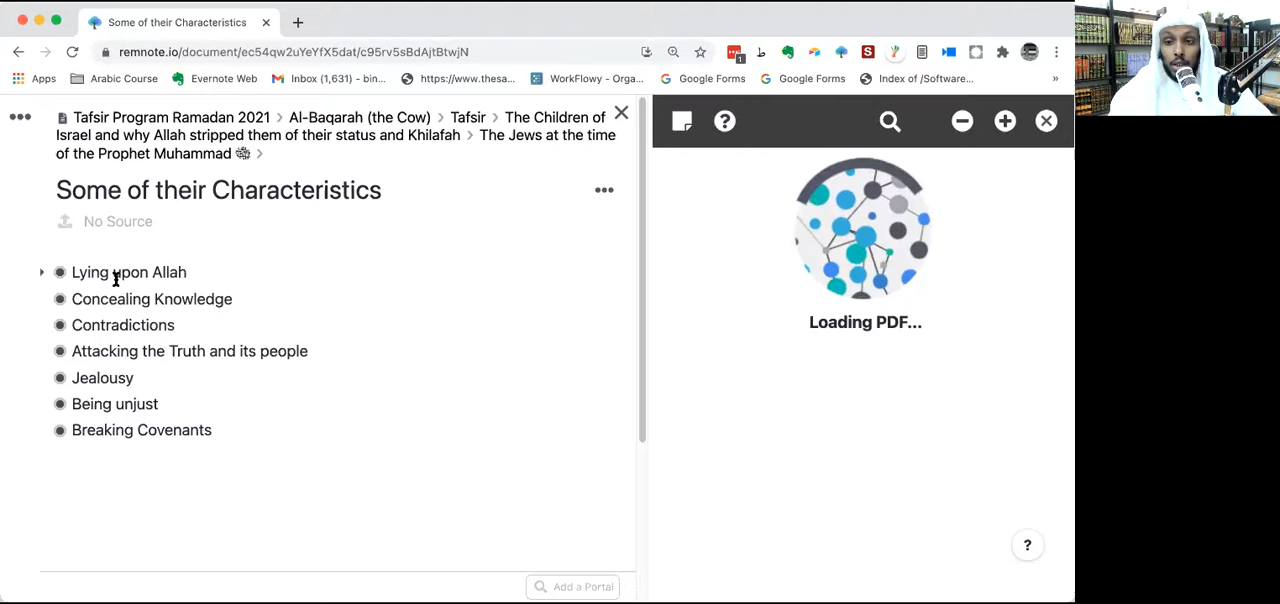 Some of their Characteristics
remnote.io/document/ec54qw2uYeYfX5dat/c95rv5sBdAjtBtwjN
Apps Arabic Course Evernote Web Inbox (1,631) - bin... https://www.thesa... WorkFlowy - Orga... Google Forms Google Forms Index of /Software... »
Tafsir Program Ramadan 2021 > Al-Baqarah (the Cow) > Tafsir > The Children of
Israel and why Allah stripped them of their status and Khilafah > The Jews at the time
of the Prophet Muhammad ﷺ >
Some of their Characteristics
No Source
Lying upon Allah
Concealing Knowledge
Contradictions
Attacking the Truth and its people
Jealousy
Being unjust
Breaking Covenants
Add a Portal
Loading PDF...
?